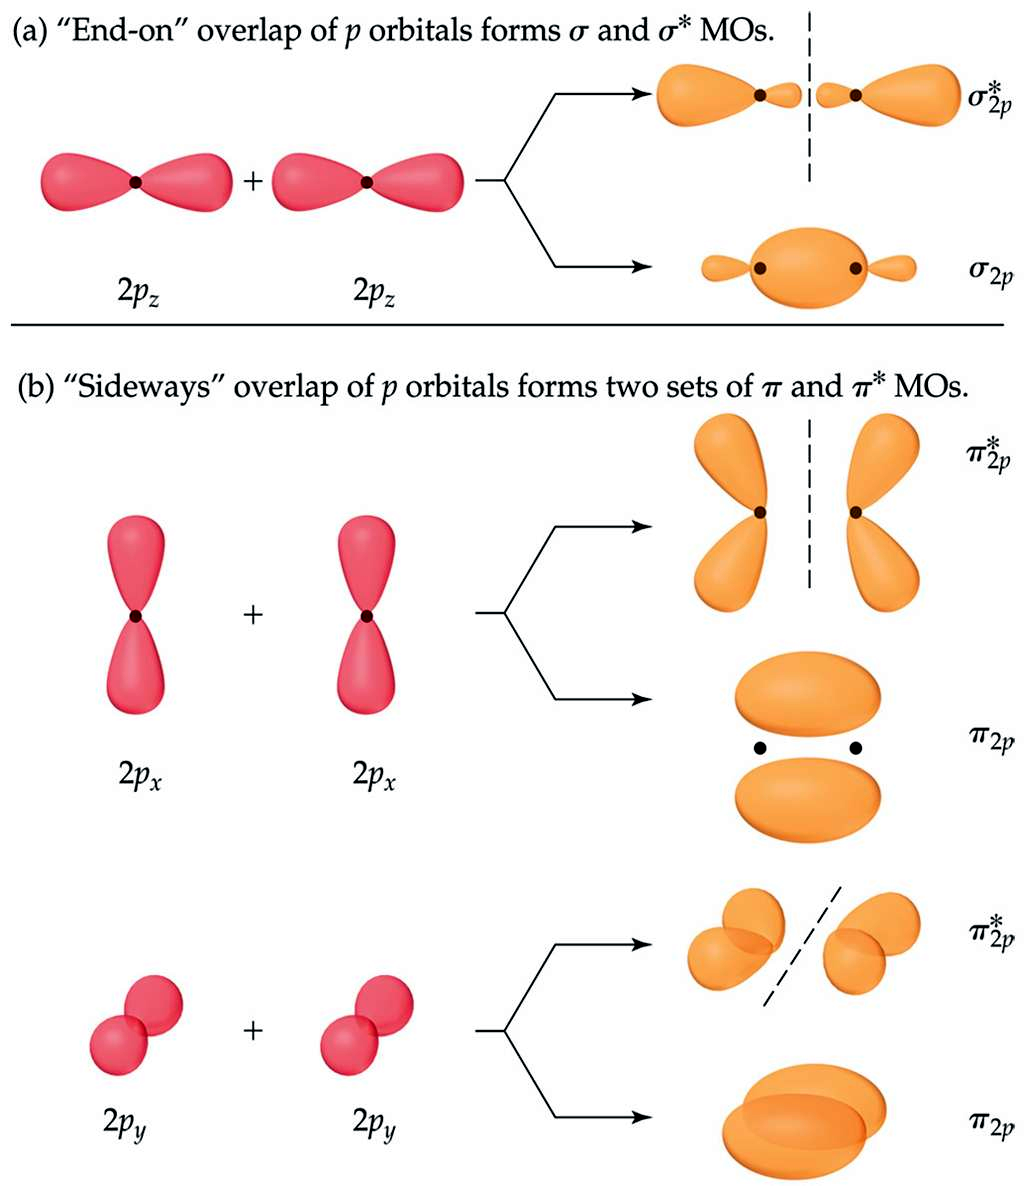 (a) “End-on” overlap of p orbitals forms σ and σ* MOs.
σ*2p
+
σ2p
2pz 2pz
(b) “Sideways” overlap of p orbitals forms two sets of π and π* MOs.
π*2p
+
π2p
2px 2px
π*2p
+
2py 2py
π2p